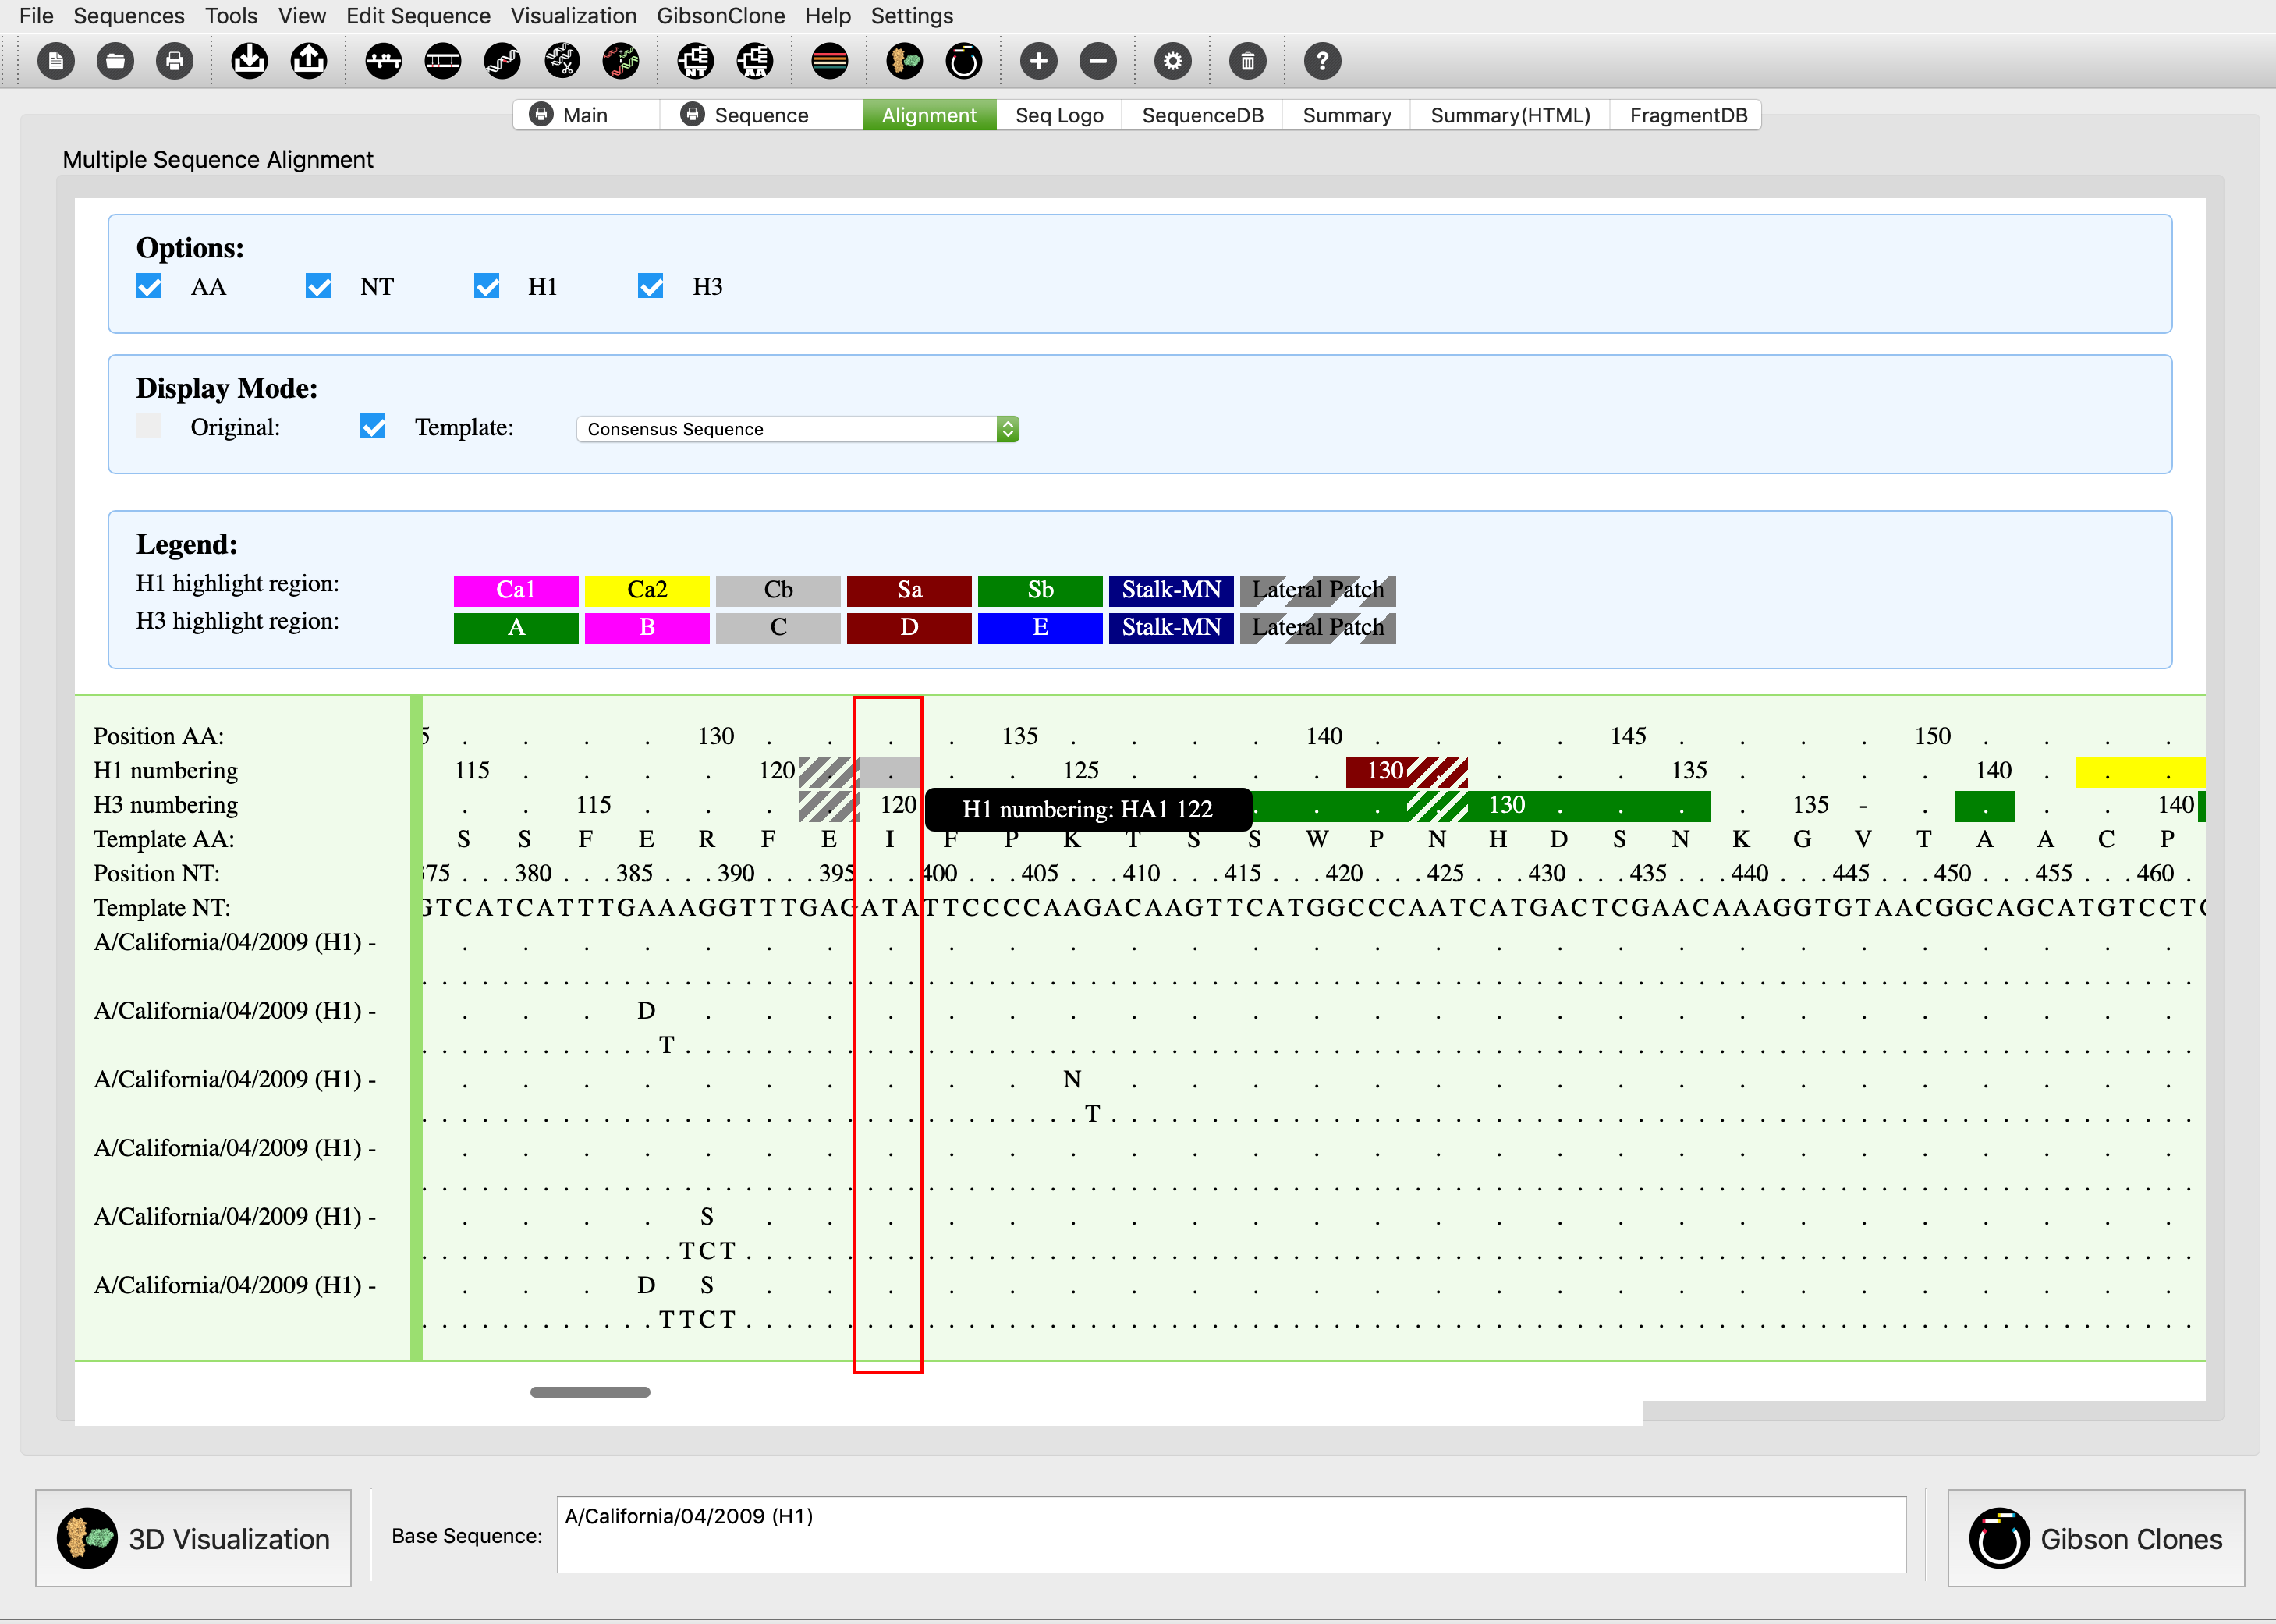 File Sequences Tools View Edit Sequence Visualization GibsonClone Help Settings
NT AA
Main Sequence Alignment Seq Logo SequenceDB Summary Summary(HTML) FragmentDB
Multiple Sequence Alignment
Options:
AA NT H1 H3
Display Mode:
Original: Template: Consensus Sequence
Legend:
H1 highlight region: Ca1 Ca2 Cb Sa Sb Stalk-MN Lateral Patch
H3 highlight region: A B C D E Stalk-MN Lateral Patch
Position AA: 5 . . . . 130 . . . . 135 . . . . 140 . . . . 145 . . . . 150 . . . .
H1 numbering 115 . . . . 120 . . . . 125 . . . . 130 . . . . 135 . . . . 140 . . .
H3 numbering . . 115 . . . . 120 . . . . 130 . . . . 135 - . . . . 140
H1 numbering: HA1 122
Template AA: S S F E R F E I F P K T S S W P N H D S N K G V T A A C P
Position NT: 375 . . . . 380 . . . . 385 . . . . 390 . . . . 395 . . . . 400 . . . . 405 . . . . 410 . . . . 415 . . . . 420 . . . . 425 . . . . 430 . . . . 435 . . . . 440 . . . . 445 . . . . 450 . . . . 455 . . . . 460 .
Template NT: GTCATCATTTGAAAGGTTTGAGATATTCCCCAAGACAAGTTCATGGCCCAATCATGACTCGAACAAAGGTGTAACGGCAGCATGTCCTC
A/California/04/2009 (H1) -
A/California/04/2009 (H1) - D
T
A/California/04/2009 (H1) - N
T
A/California/04/2009 (H1) -
A/California/04/2009 (H1) - S
TCT
A/California/04/2009 (H1) - D S
TTCT
3D Visualization Base Sequence: A/California/04/2009 (H1) Gibson Clones